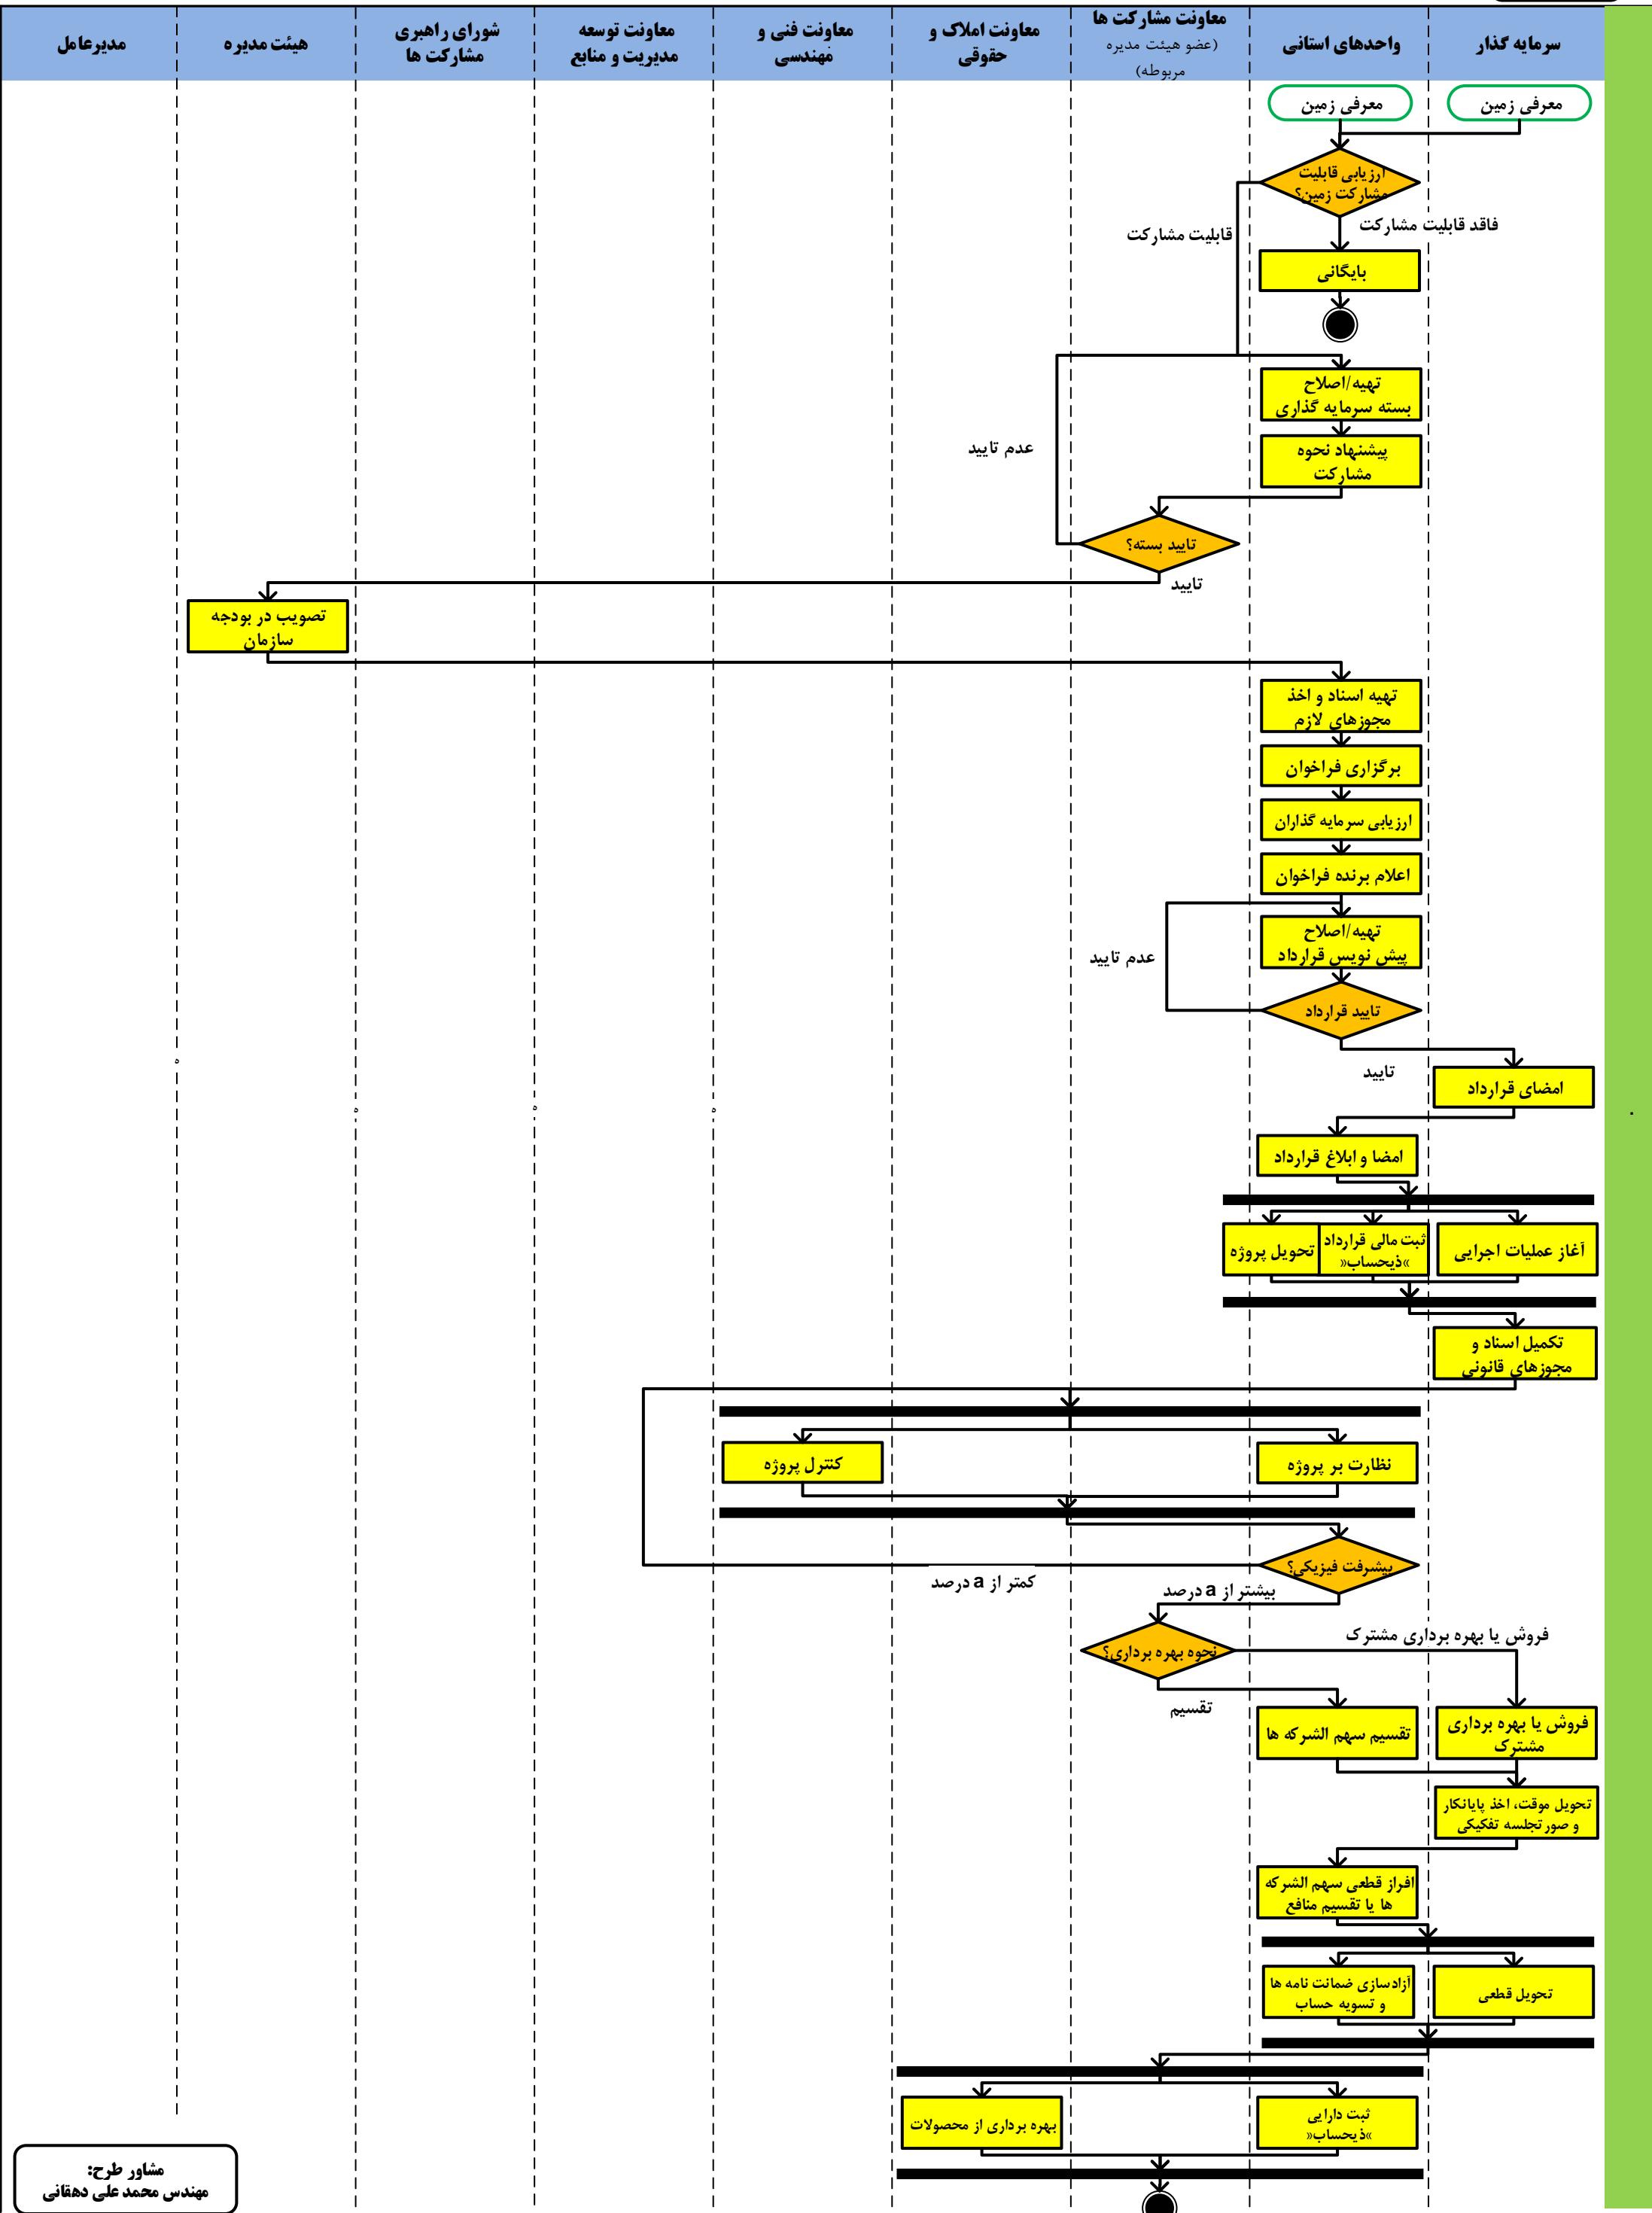 سرمایه گذار
واحدهای استانی
معاونت مشارکت ها
(عضو هیئت مدیره
مربوطه)
معاونت املاک و
حقوقی
معاونت فنی و
مهندسی
معاونت توسعه
مدیریت و منابع
شورای راهبری
مشارکت ها
هیئت مدیره
مدیرعامل
معرفی زمین
معرفی زمین
ارزیابی قابلیت
مشارکت زمین؟
فاقد قابلیت مشارکت
قابلیت مشارکت
بایگانی
تهیه/اصلاح
بسته سرمایه گذاری
عدم تایید
پیشنهاد نحوه
مشارکت
تایید بسته؟
تایید
تصویب در بودجه
سازمان
تهیه اسناد و اخذ
مجوزهای لازم
برگزاری فراخوان
ارزیابی سرمایه گذاران
اعلام برنده فراخوان
تهیه/اصلاح
پیش نویس قرارداد
عدم تایید
تایید قرارداد
تایید
امضای قرارداد
امضا و ابلاغ قرارداد
آغاز عملیات اجرایی
ثبت مالی قرارداد
»ذیحساب«
تحویل پروژه
تکمیل اسناد و
مجوزهای قانونی
نظارت بر پروژه
کنترل پروژه
پیشرفت فیزیکی؟
کمتر از a درصد
بیشتر از a درصد
نحوه بهره برداری؟
فروش یا بهره برداری مشترک
تقسیم
فروش یا بهره برداری
مشترک
تقسیم سهم الشرکه ها
تحویل موقت، اخذ پایانکار
و صورتجلسه تفکیکی
افراز قطعی سهم الشرکه
ها یا تقسیم منافع
تحویل قطعی
آزادسازی ضمانت نامه ها
و تسویه حساب
ثبت دارایی
»ذیحساب«
بهره برداری از محصولات
مشاور طرح:
مهندس محمد علی دهقانی